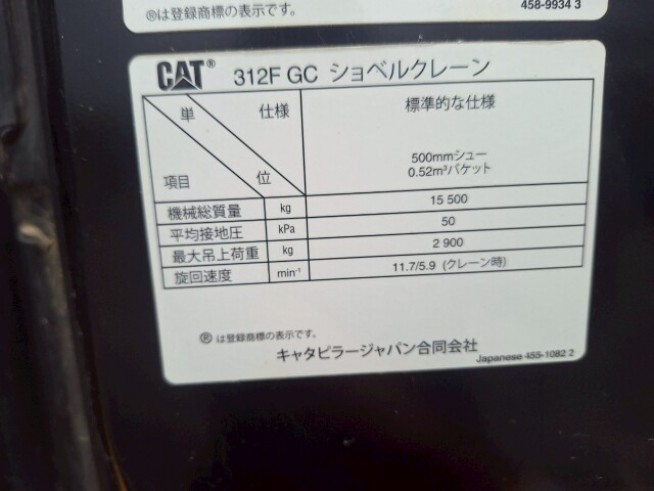 ®は登録商標の表示です。
458-9934 3
CAT® 312F GC ショベルクレーン
単 仕様 標準的な仕様
500mmシュー
項目 位 0.52m³バケット
機械総質量 kg 15 500
平均接地圧 kPa 50
最大吊上荷重 kg 2 900
旋回速度 min⁻¹ 11.7/5.9 (クレーン時)
® は登録商標の表示です。
キャタピラージャパン合同会社
Japanese 455-1082 2